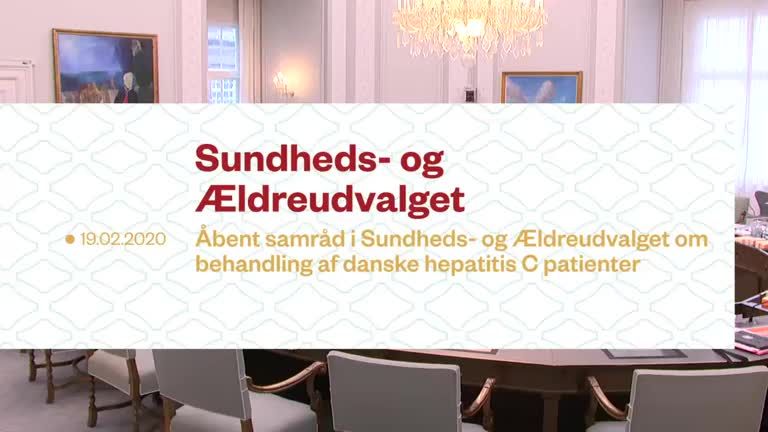 Sundheds- og
Ældreudvalget
19.02.2020
Åbent samråd i Sundheds- og Ældreudvalget om
behandling af danske hepatitis C patienter